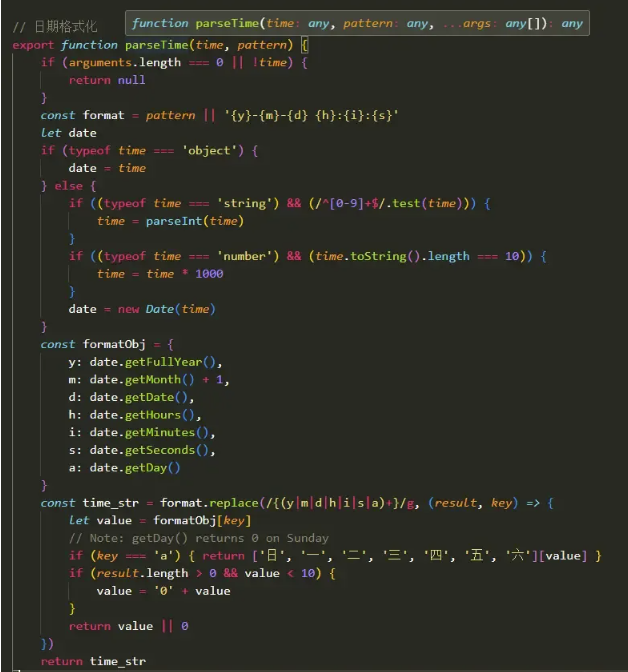 // 日期格式化
function parseTime(time: any, pattern: any, ...args: any[]): any
export function parseTime(time, pattern) {
    if (arguments.length === 0 || !time) {
        return null
    }
    const format = pattern || '{y}-{m}-{d} {h}:{i}:{s}'
    let date
    if (typeof time === 'object') {
        date = time
    } else {
        if ((typeof time === 'string') && (/^[0-9]+$/.test(time))) {
            time = parseInt(time)
        }
        if ((typeof time === 'number') && (time.toString().length === 10)) {
            time = time * 1000
        }
        date = new Date(time)
    }
    const formatObj = {
        y: date.getFullYear(),
        m: date.getMonth() + 1,
        d: date.getDate(),
        h: date.getHours(),
        i: date.getMinutes(),
        s: date.getSeconds(),
        a: date.getDay()
    }
    const time_str = format.replace(/{(y|m|d|h|i|s|a)+}/g, (result, key) => {
        let value = formatObj[key]
        // Note: getDay() returns 0 on Sunday
        if (key === 'a') { return ['日', '一', '二', '三', '四', '五', '六'][value] }
        if (result.length > 0 && value < 10) {
            value = '0' + value
        }
        return value || 0
    })
    return time_str